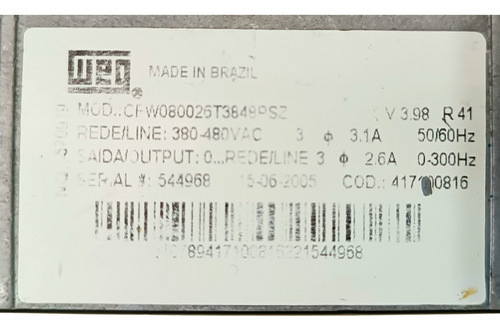 WEG
MADE IN BRAZIL
MOD.:CFW080026T3848PSZ V 3.98 R 41
REDE/LINE: 380-480VAC 3 ϕ 3.1A 50/60Hz
SAIDA/OUTPUT: 0...REDE/LINE 3 ϕ 2.6A 0-300Hz
SERIAL #: 544968 15-06-2005 COD.: 417100816